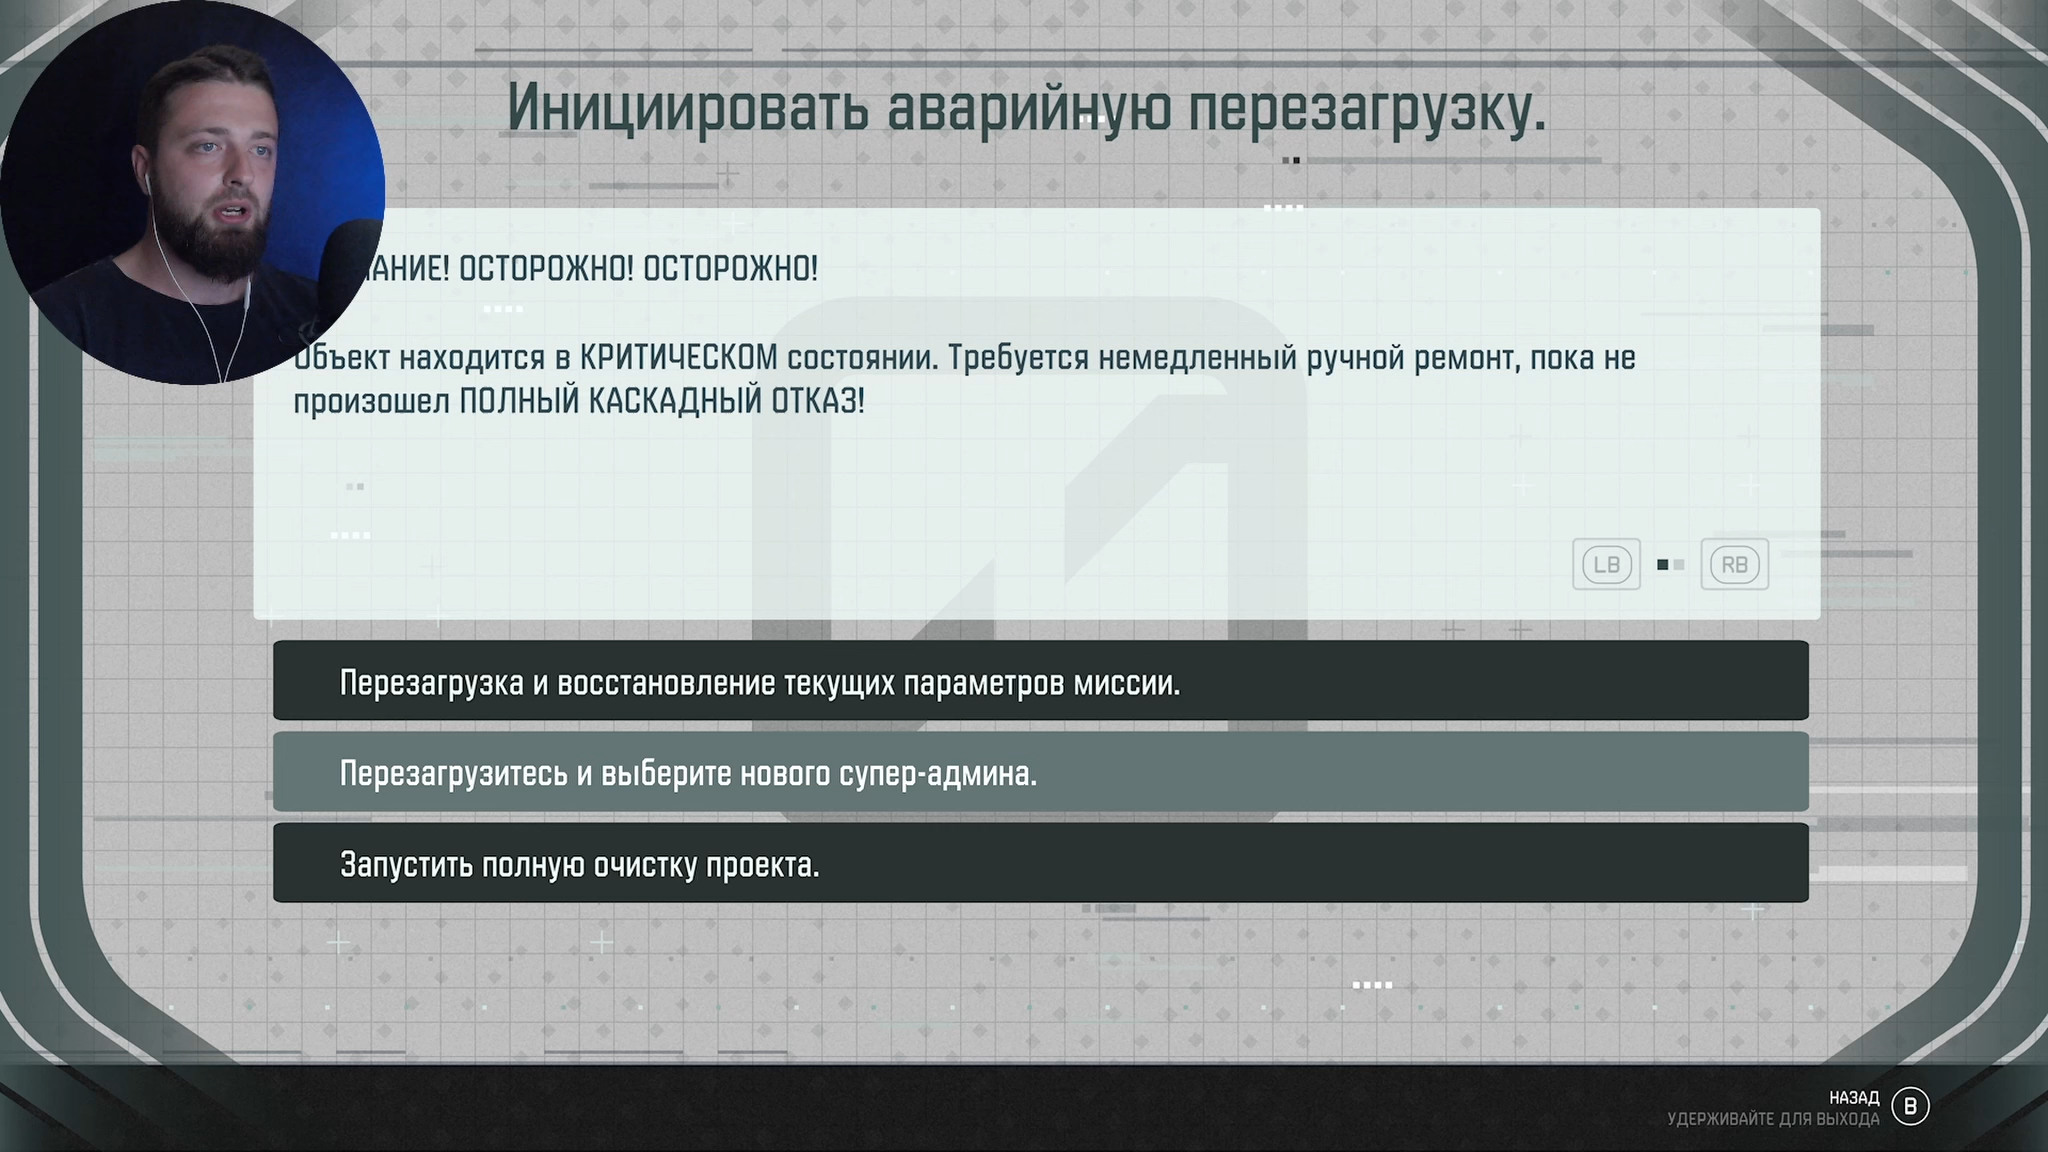 Инициировать аварийную перезагрузку.
ОСТОРОЖНО! ОСТОРОЖНО!
Объект находится в КРИТИЧЕСКОМ состоянии. Требуется немедленный ручной ремонт, пока не
произошел ПОЛНЫЙ КАСКАДНЫЙ ОТКАЗ!
LB
RB
Перезагрузка и восстановление текущих параметров миссии.
Перезагрузитесь и выберите нового супер-админа.
Запустить полную очистку проекта.
НАЗАД
B
УДЕРЖИВАЙТЕ ДЛЯ ВЫХОДА